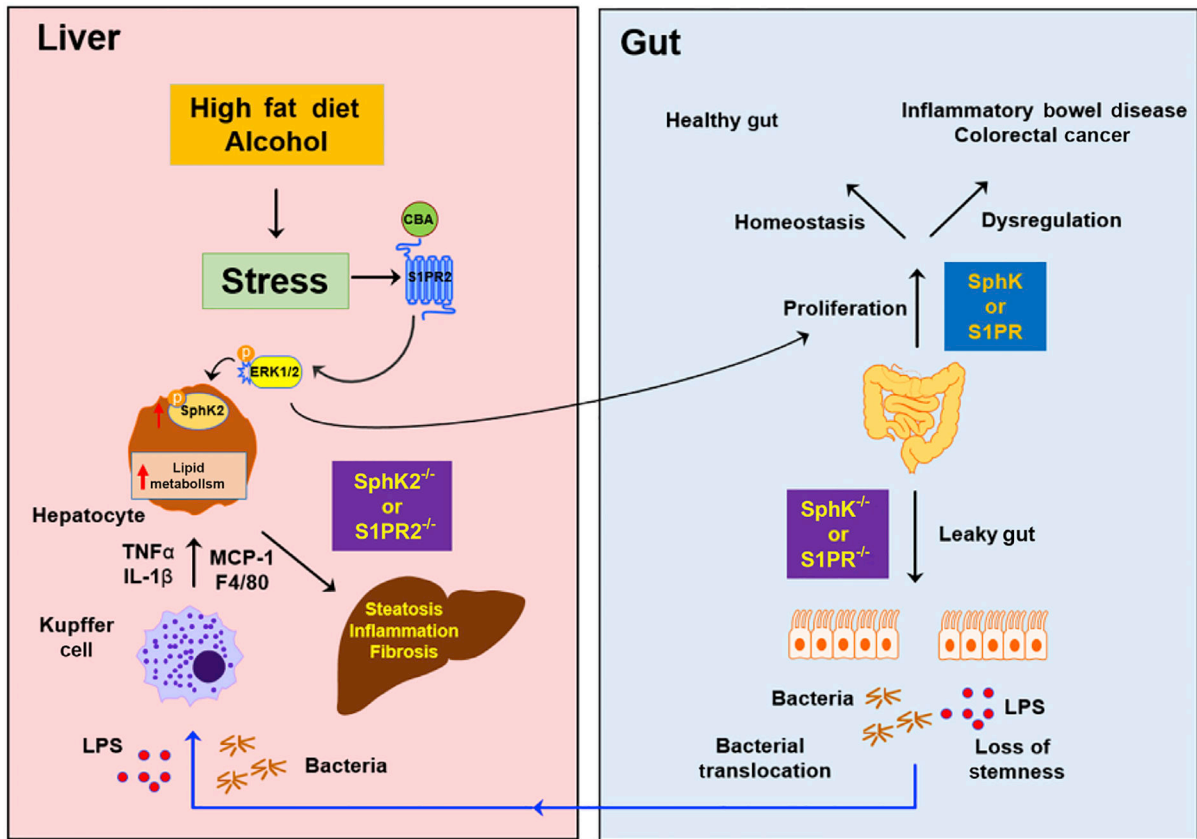 Liver
High fat diet
Alcohol
CBA
Stress
S1PR2
p
ERK1/2
p
SphK2
Lipid
metabolism
Hepatocyte
SphK2-/-
or
S1PR2-/-
TNFα
IL-1β
MCP-1
F4/80
Kupffer
cell
Steatosis
Inflammation
Fibrosis
LPS
Bacteria
Gut
Healthy gut
Inflammatory bowel disease
Colorectal cancer
Homeostasis
Dysregulation
Proliferation
SphK
or
S1PR
SphK-/-
or
S1PR-/-
Leaky gut
Bacteria
LPS
Bacterial
translocation
Loss of
stemness